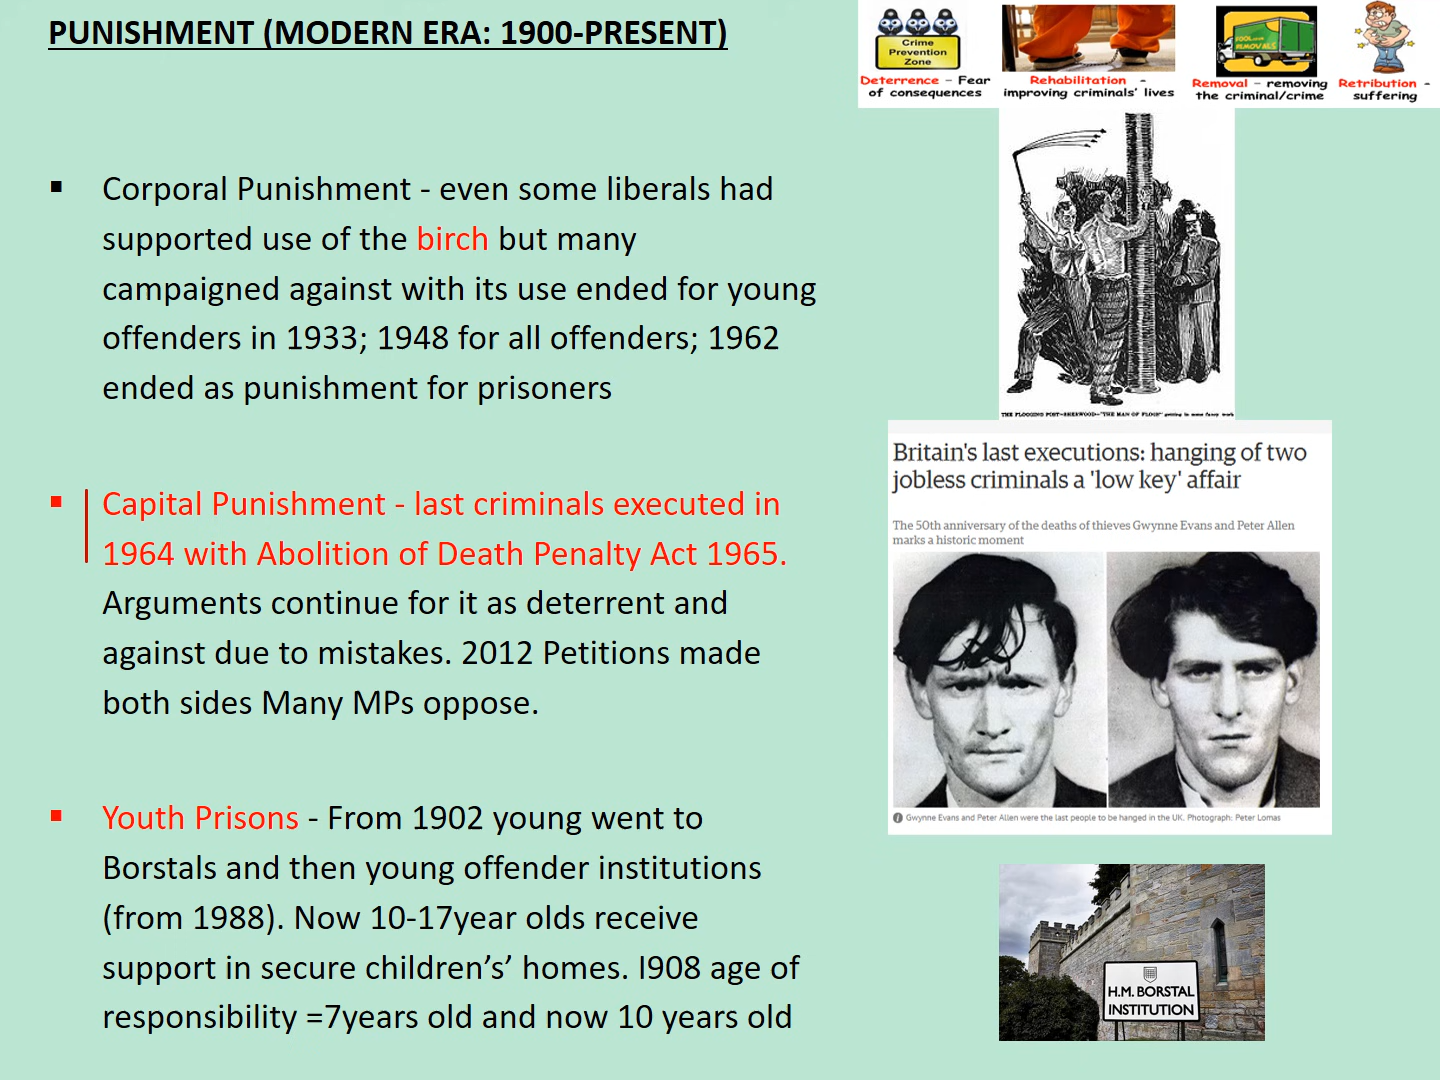 PUNISHMENT (MODERN ERA: 1900-PRESENT)
Crime
Prevention
Zone
Deterrence – Fear
of consequences
Rehabilitation -
improving criminals' lives
REMOVALS
Removal – removing
the criminal/crime
Retribution -
suffering
▪ Corporal Punishment - even some liberals had
supported use of the birch but many
campaigned against with its use ended for young
offenders in 1933; 1948 for all offenders; 1962
ended as punishment for prisoners
THE FLOGGING POST—SHERWOOD—"THE MAN OF FLOGS" getting in some fancy work
▪ Capital Punishment - last criminals executed in
1964 with Abolition of Death Penalty Act 1965.
Arguments continue for it as deterrent and
against due to mistakes. 2012 Petitions made
both sides Many MPs oppose.
Britain's last executions: hanging of two
jobless criminals a 'low key' affair
The 50th anniversary of the deaths of thieves Gwynne Evans and Peter Allen
marks a historic moment
Gwynne Evans and Peter Allen were the last people to be hanged in the UK. Photograph: Peter Lomas
▪ Youth Prisons - From 1902 young went to
Borstals and then young offender institutions
(from 1988). Now 10-17year olds receive
support in secure children's' homes. I908 age of
responsibility =7years old and now 10 years old
H.M. BORSTAL
INSTITUTION